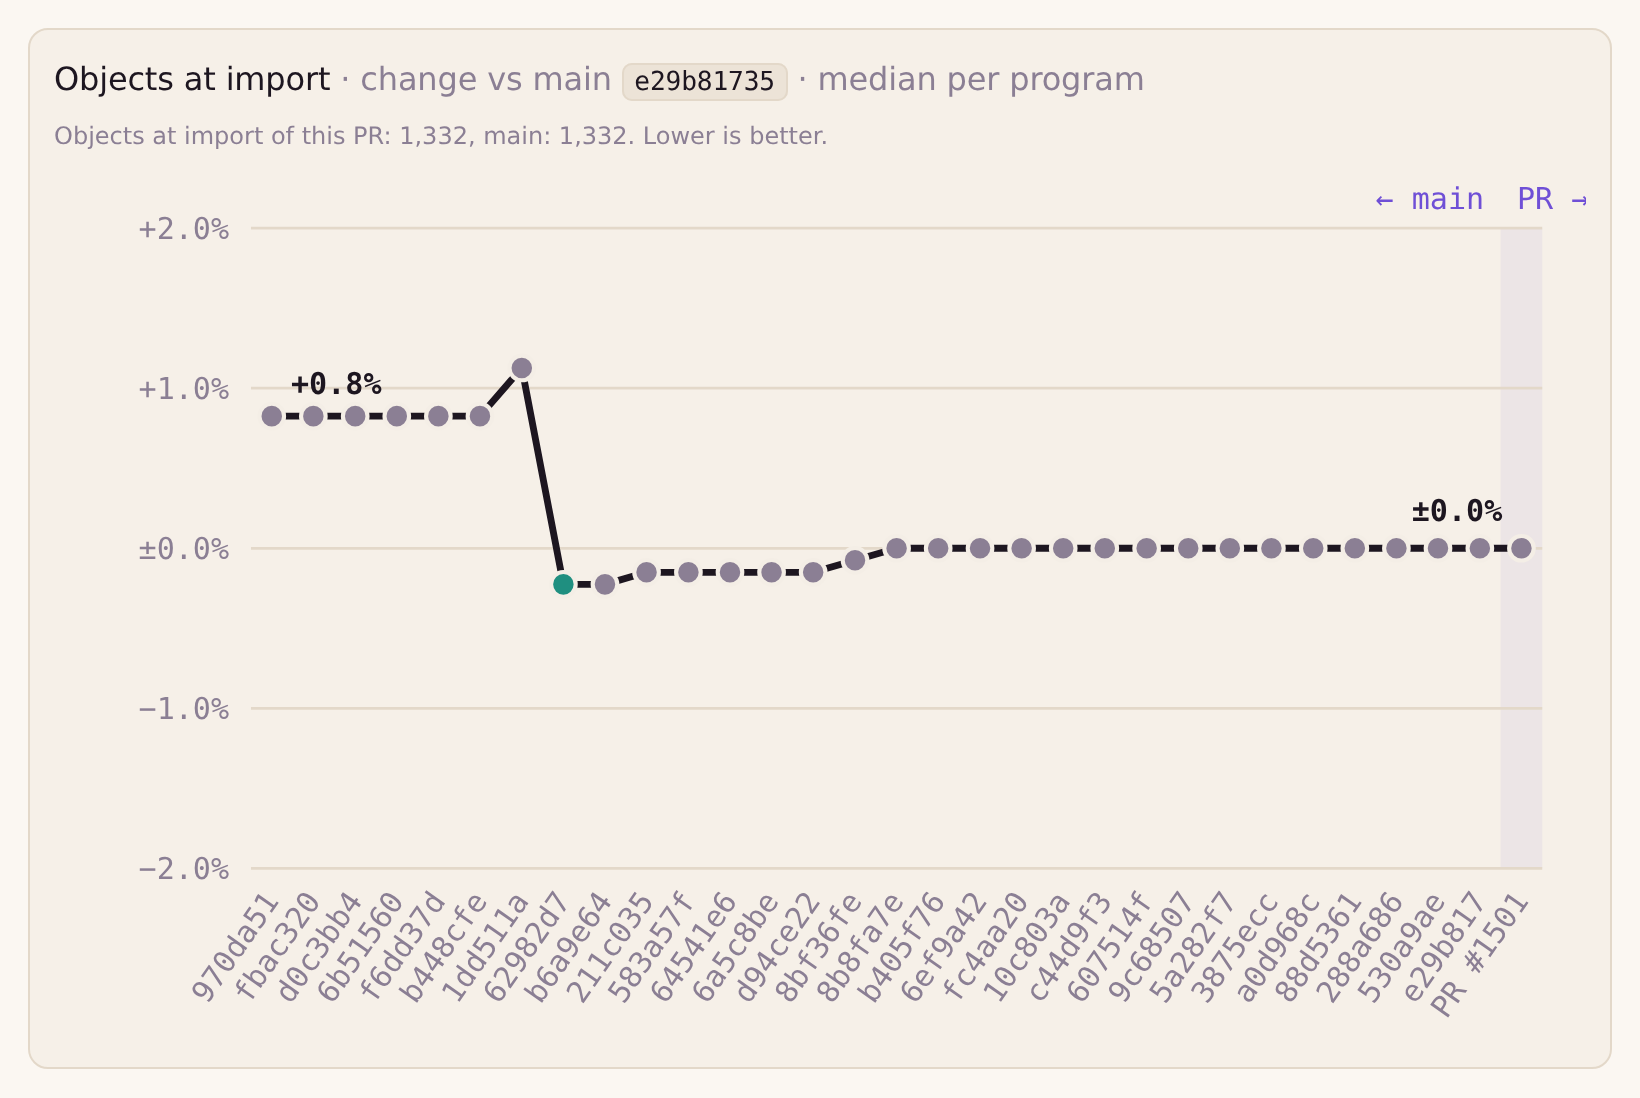 Objects at import · change vs main e29b81735 · median per program
Objects at import of this PR: 1,332, main: 1,332. Lower is better.
← main PR →
+2.0%
+1.0%
±0.0%
−1.0%
−2.0%
+0.8%
±0.0%
970da51
fbac320
d0c3bb4
6b51560
f6dd37d
b448cfe
1dd511a
62982d7
b6a9e64
211c035
583a57f
64541e6
6a5c8be
d94ce22
8bf36fe
8b8fa7e
b405f76
6ef9a42
fc4aa20
10c803a
c44d9f3
607514f
9c68507
5a282f7
3875ecc
a0d968c
88d5361
288a686
530a9ae
e29b817
PR #1501